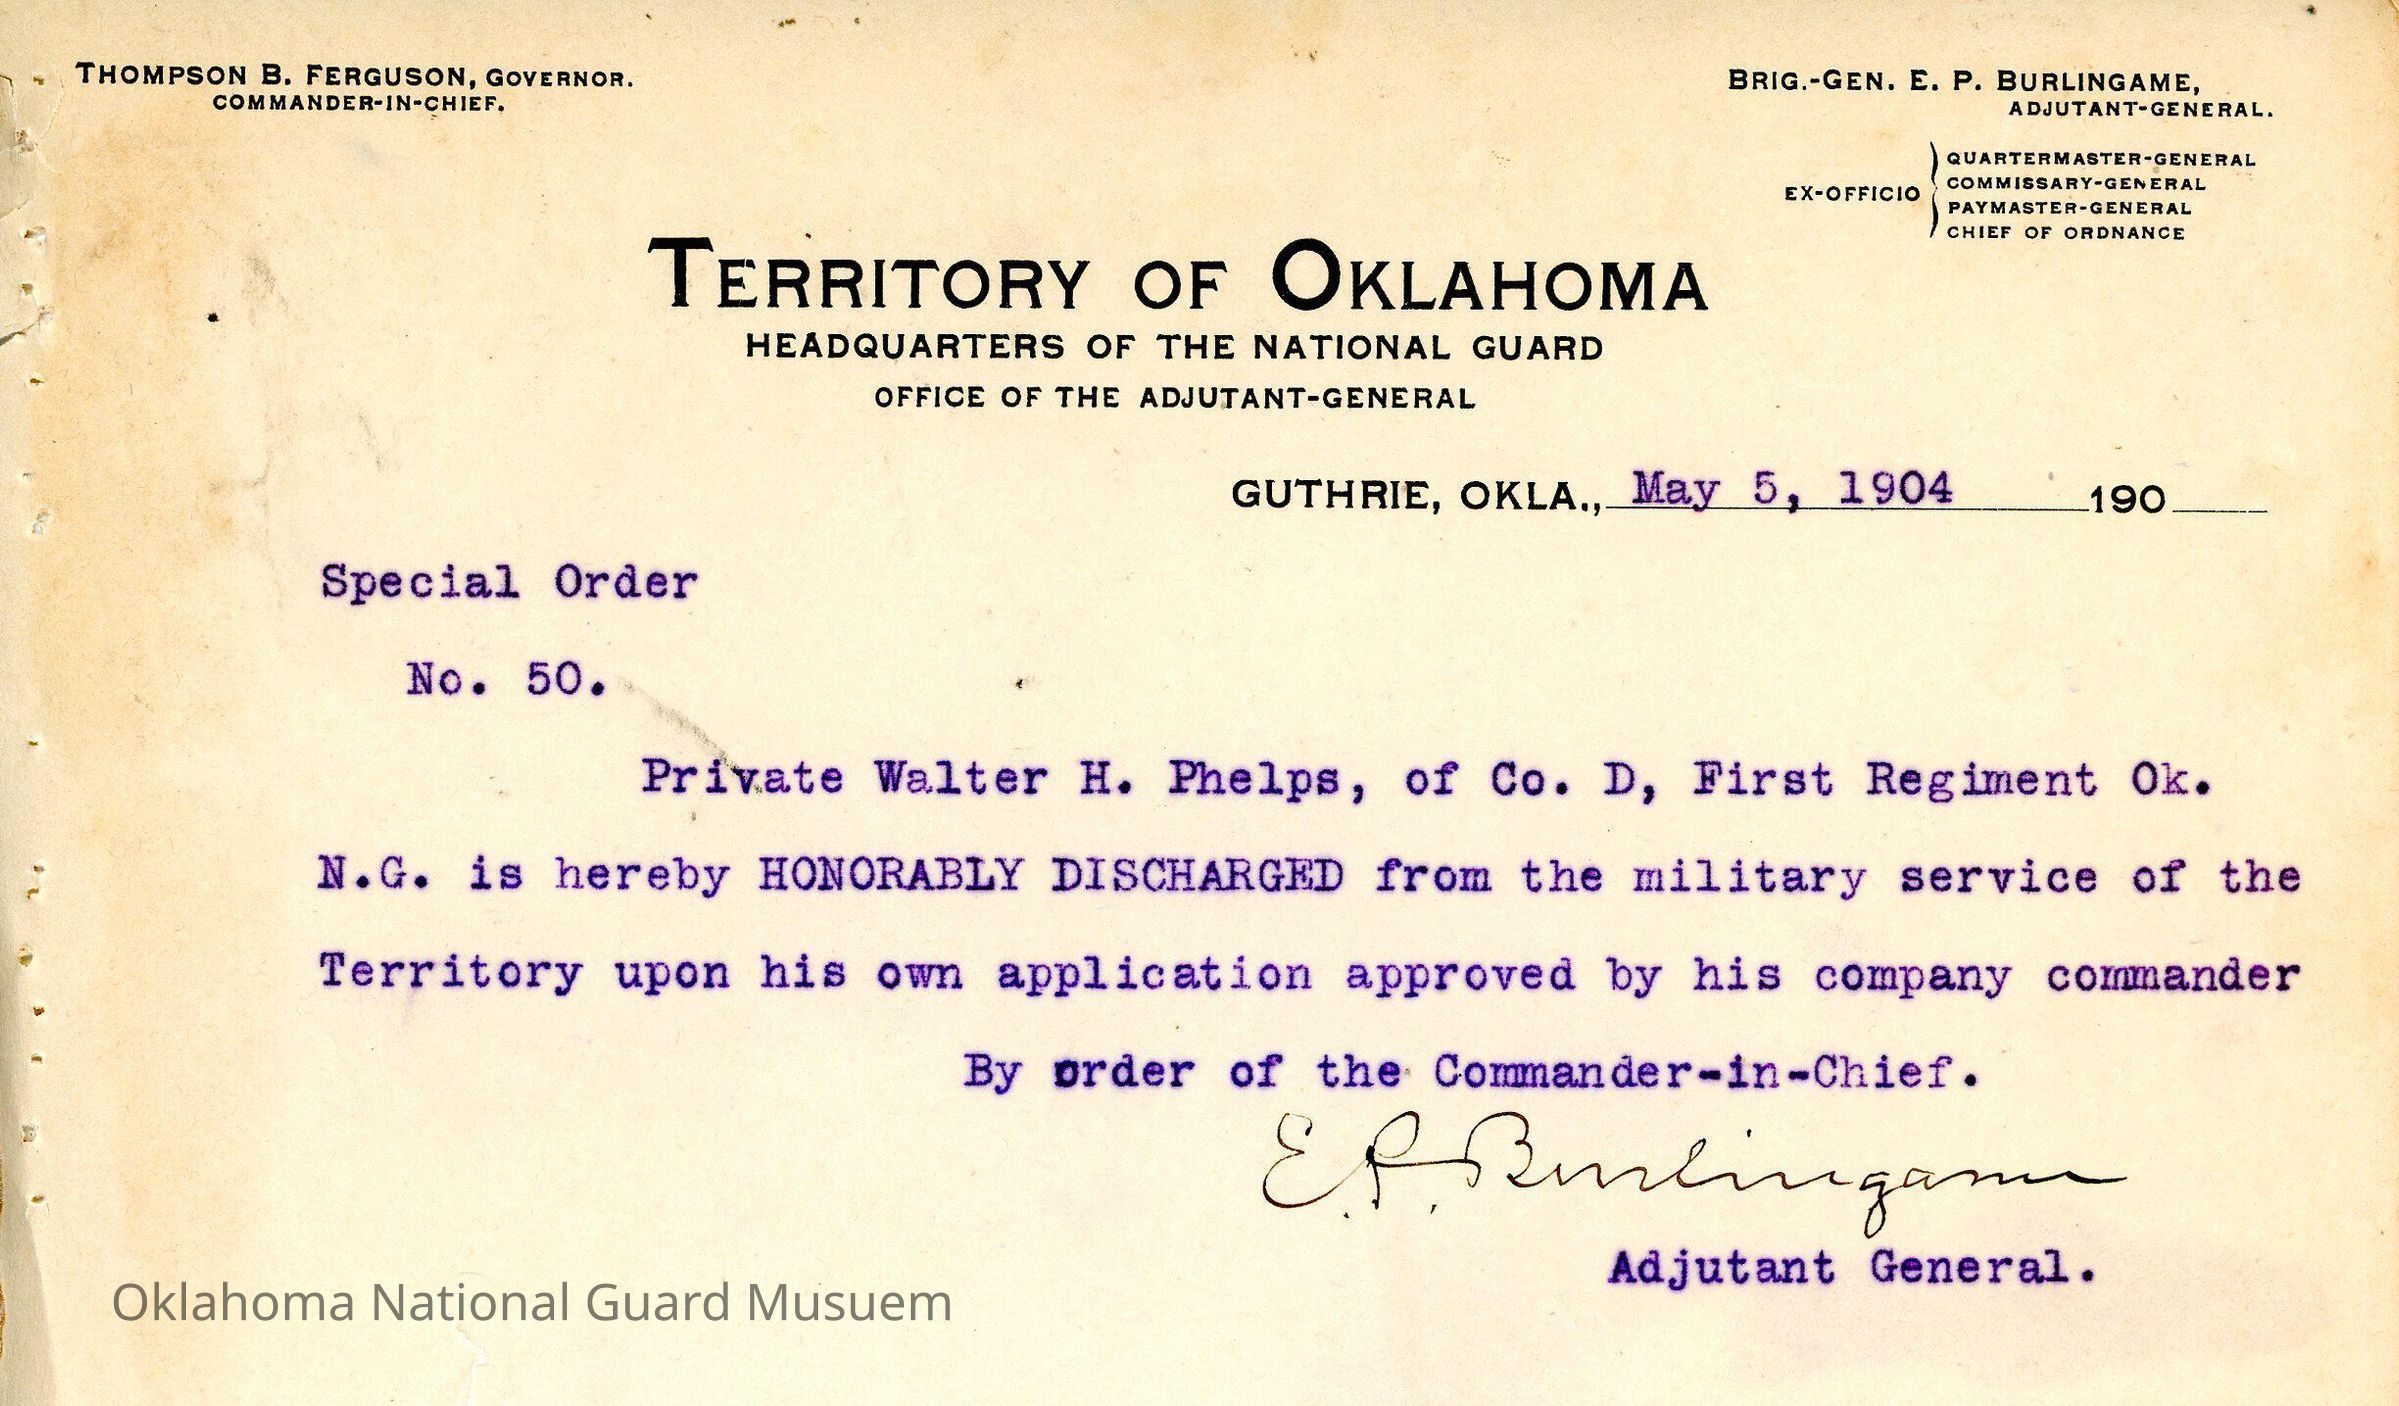 THOMPSON B. FERGUSON, GOVERNOR.
COMMANDER-IN-CHIEF.
BRIG.-GEN. E. P. BURLINGAME,
ADJUTANT-GENERAL.
EX-OFFICIO
QUARTERMASTER-GENERAL
COMMISSARY-GENERAL
PAYMASTER-GENERAL
CHIEF OF ORDNANCE
TERRITORY OF OKLAHOMA
HEADQUARTERS OF THE NATIONAL GUARD
OFFICE OF THE ADJUTANT-GENERAL
GUTHRIE, OKLA., May 5, 1904 190
Special Order
No. 50.
Private Walter H. Phelps, of Co. D, First Regiment Ok.
N.G. is hereby HONORABLY DISCHARGED from the military service of the
Territory upon his own application approved by his company commander
By order of the Commander-in-Chief.
E. P. Burlingame
Adjutant General.
Oklahoma National Guard Musuem